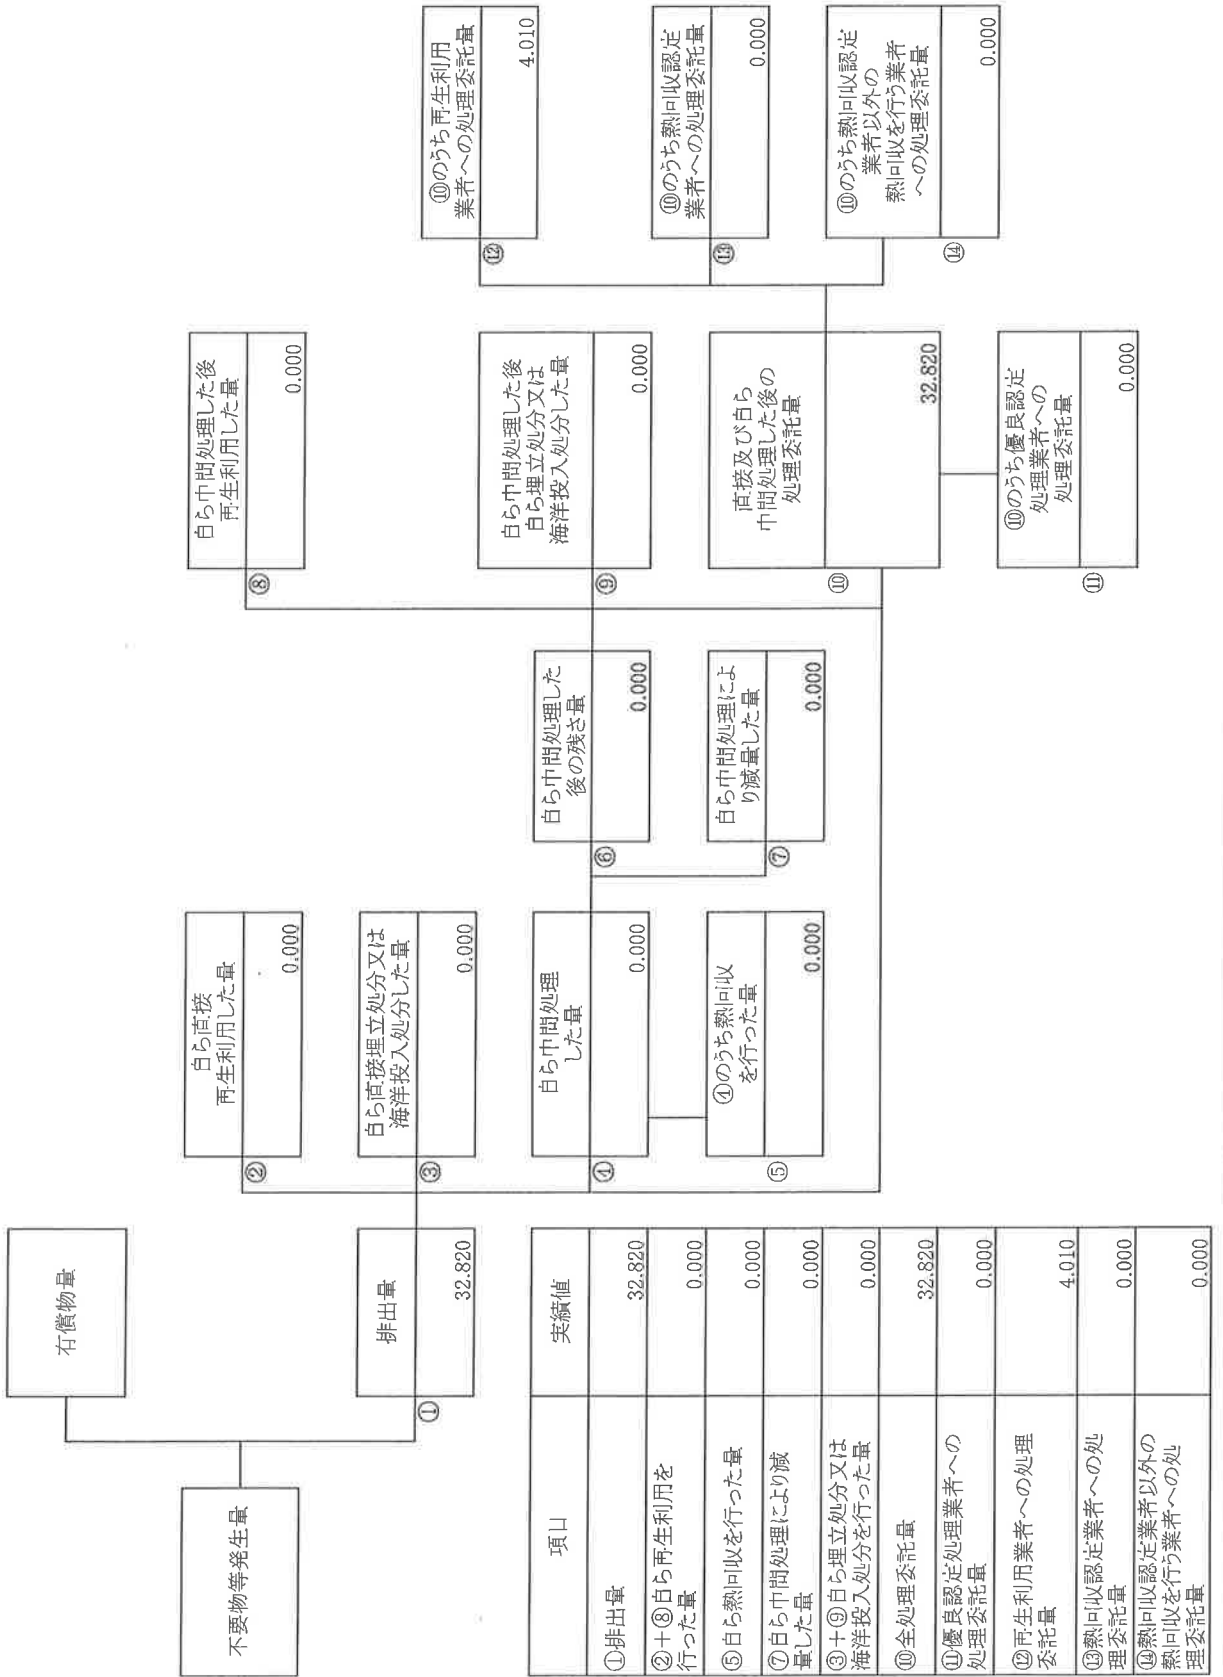 不要物等発生量
有償物量
①
排出量
32.820
②
自ら直接
再生利用した量
0.000
③
自ら直接埋立処分又は
海洋投入処分した量
0.000
④
自ら中間処理
した量
0.000
⑤
④のうち熱回収
を行った量
0.000
⑥
自ら中間処理した
後の残さ量
0.000
⑦
自ら中間処理によ
り減量した量
0.000
⑧
自ら中間処理した後
再生利用した量
0.000
⑨
自ら中間処理した後
自ら埋立処分又は
海洋投入処分した量
0.000
⑩
直接及び自ら
中間処理した後の
処理委託量
32.820
⑪
⑩のうち優良認定
処理業者への
処理委託量
0.000
⑫
⑩のうち再生利用
業者への処理委託量
4.010
⑬
⑩のうち熱回収認定
業者への処理委託量
0.000
⑭
⑩のうち熱回収認定
業者以外の
熱回収を行う業者
への処理委託量
0.000
項目 実績値
①排出量 32.820
②+⑧自ら再生利用を
行った量 0.000
⑤自ら熱回収を行った量 0.000
⑦自ら中間処理により減
量した量 0.000
③+⑨自ら埋立処分又は
海洋投入処分を行った量 0.000
⑩全処理委託量 32.820
⑪優良認定処理業者への
処理委託量 0.000
⑫再生利用業者への処理
委託量 4.010
⑬熱回収認定業者への処
理委託量 0.000
⑭熱回収認定業者以外の
熱回収を行う業者への処
理委託量 0.000